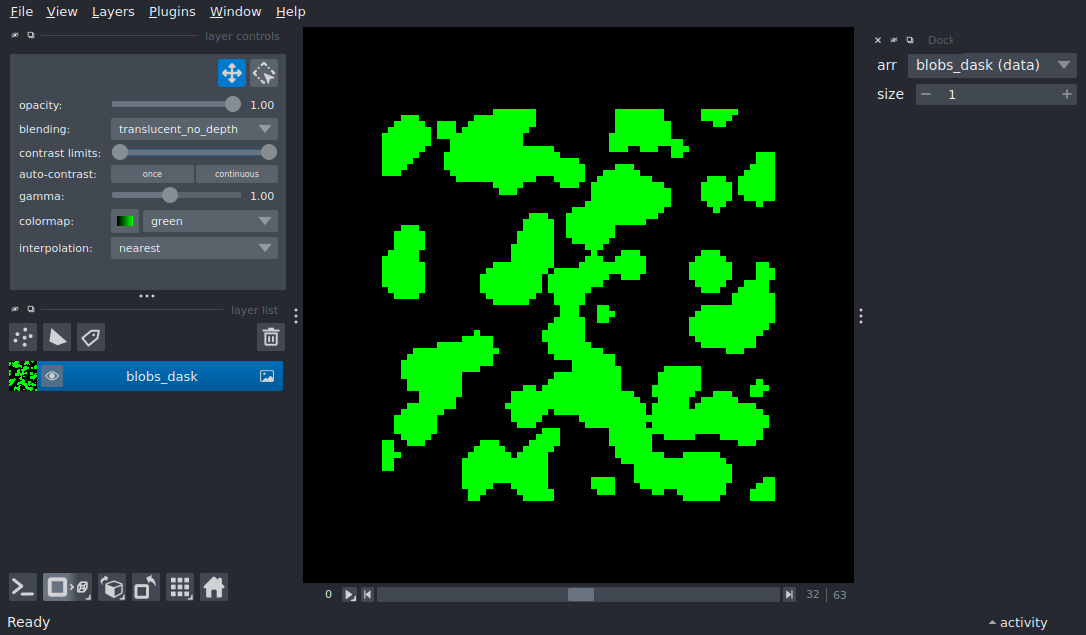 File View Layers Plugins Window Help
layer controls
opacity: 1.00
blending: translucent_no_depth
contrast limits:
auto-contrast: once continuous
gamma: 1.00
colormap: green
interpolation: nearest
layer list
blobs_dask
Dock
arr blobs_dask (data)
size 1
0 32 63
Ready
activity